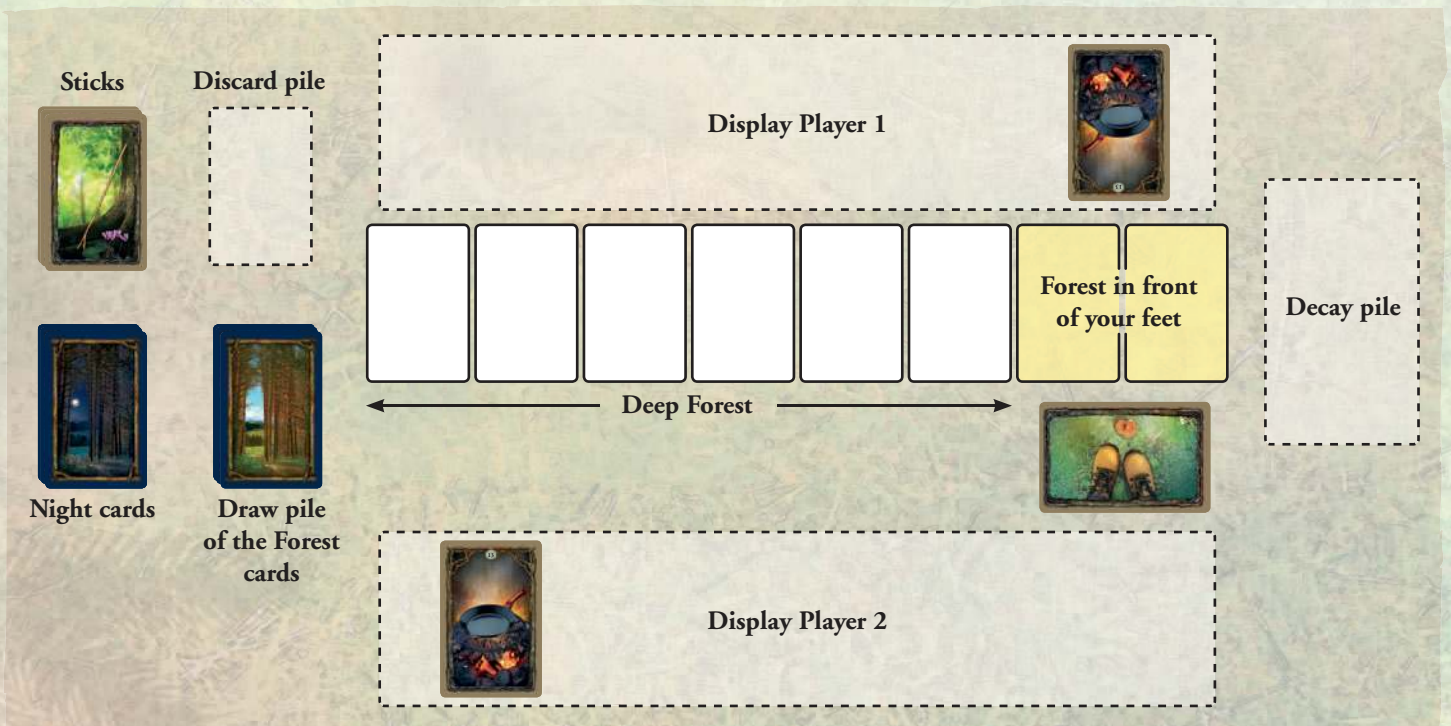 Sticks
Discard pile
Display Player 1
Forest in front
of your feet
Decay pile
Deep Forest
Night cards
Draw pile
of the Forest
cards
Display Player 2